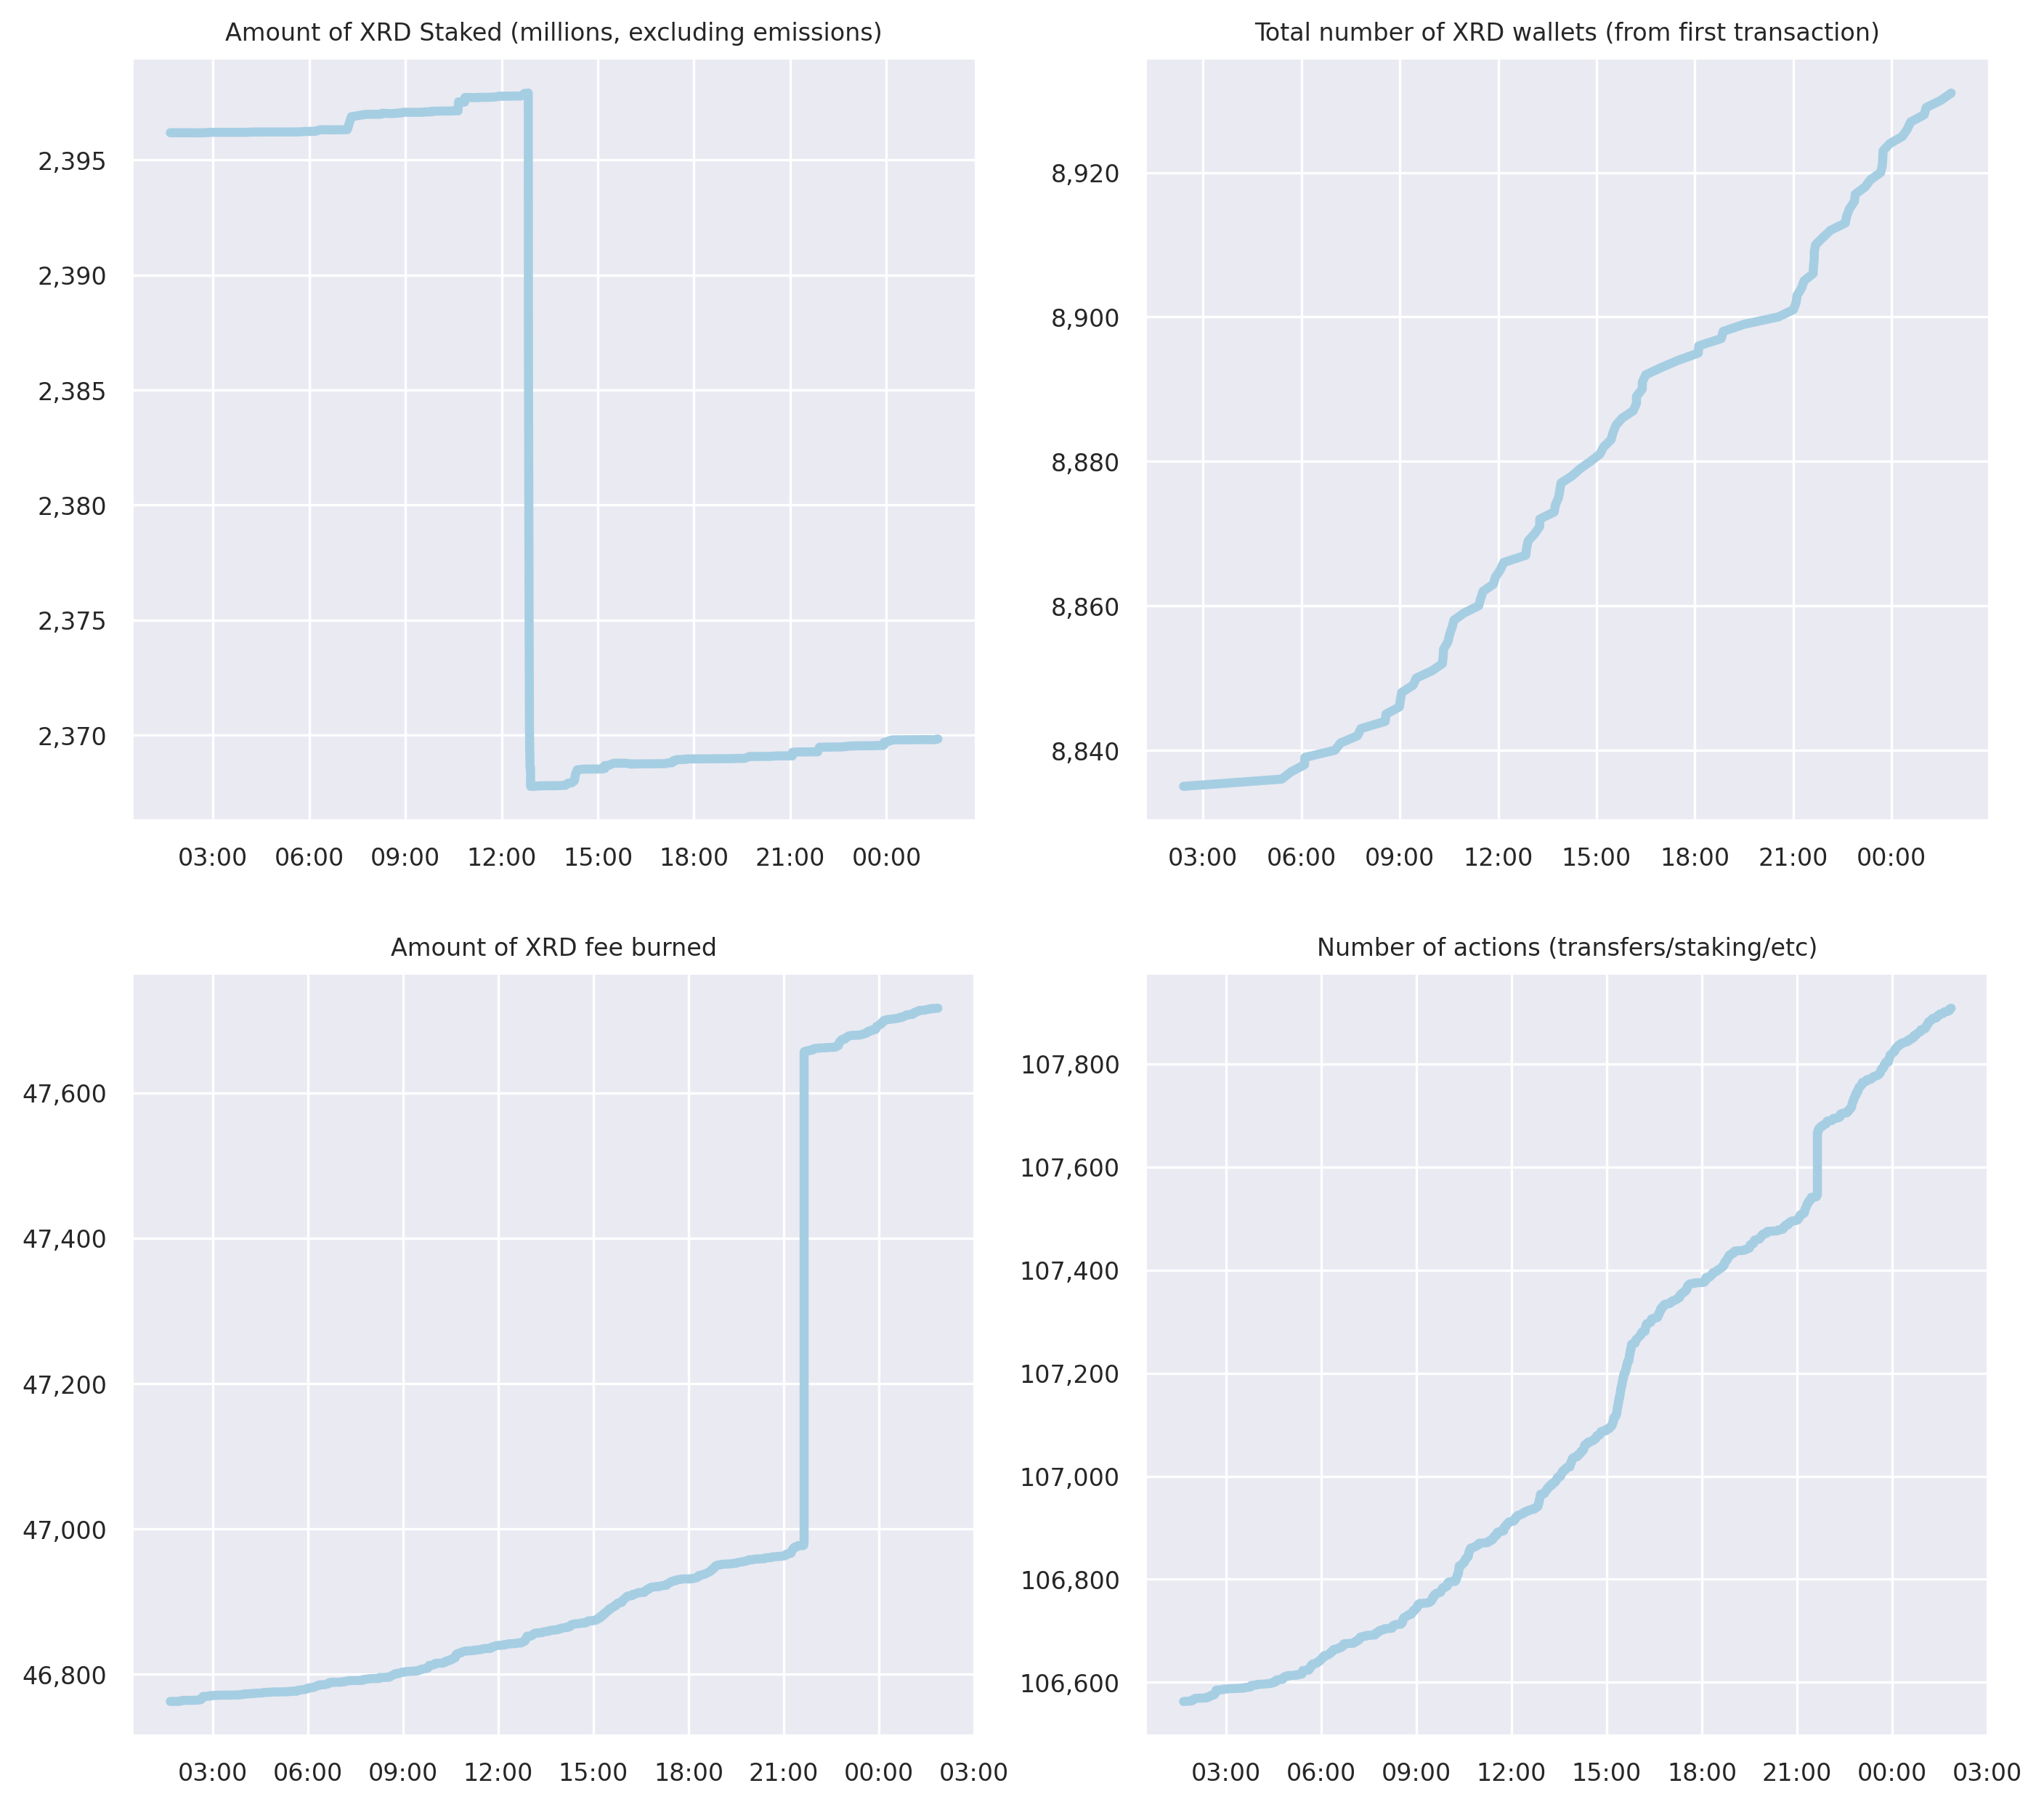 Amount of XRD Staked (millions, excluding emissions)
2,395
2,390
2,385
2,380
2,375
2,370
03:00 06:00 09:00 12:00 15:00 18:00 21:00 00:00
Total number of XRD wallets (from first transaction)
8,920
8,900
8,880
8,860
8,840
03:00 06:00 09:00 12:00 15:00 18:00 21:00 00:00
Amount of XRD fee burned
47,600
47,400
47,200
47,000
46,800
03:00 06:00 09:00 12:00 15:00 18:00 21:00 00:00 03:00
Number of actions (transfers/staking/etc)
107,800
107,600
107,400
107,200
107,000
106,800
106,600
03:00 06:00 09:00 12:00 15:00 18:00 21:00 00:00 03:00